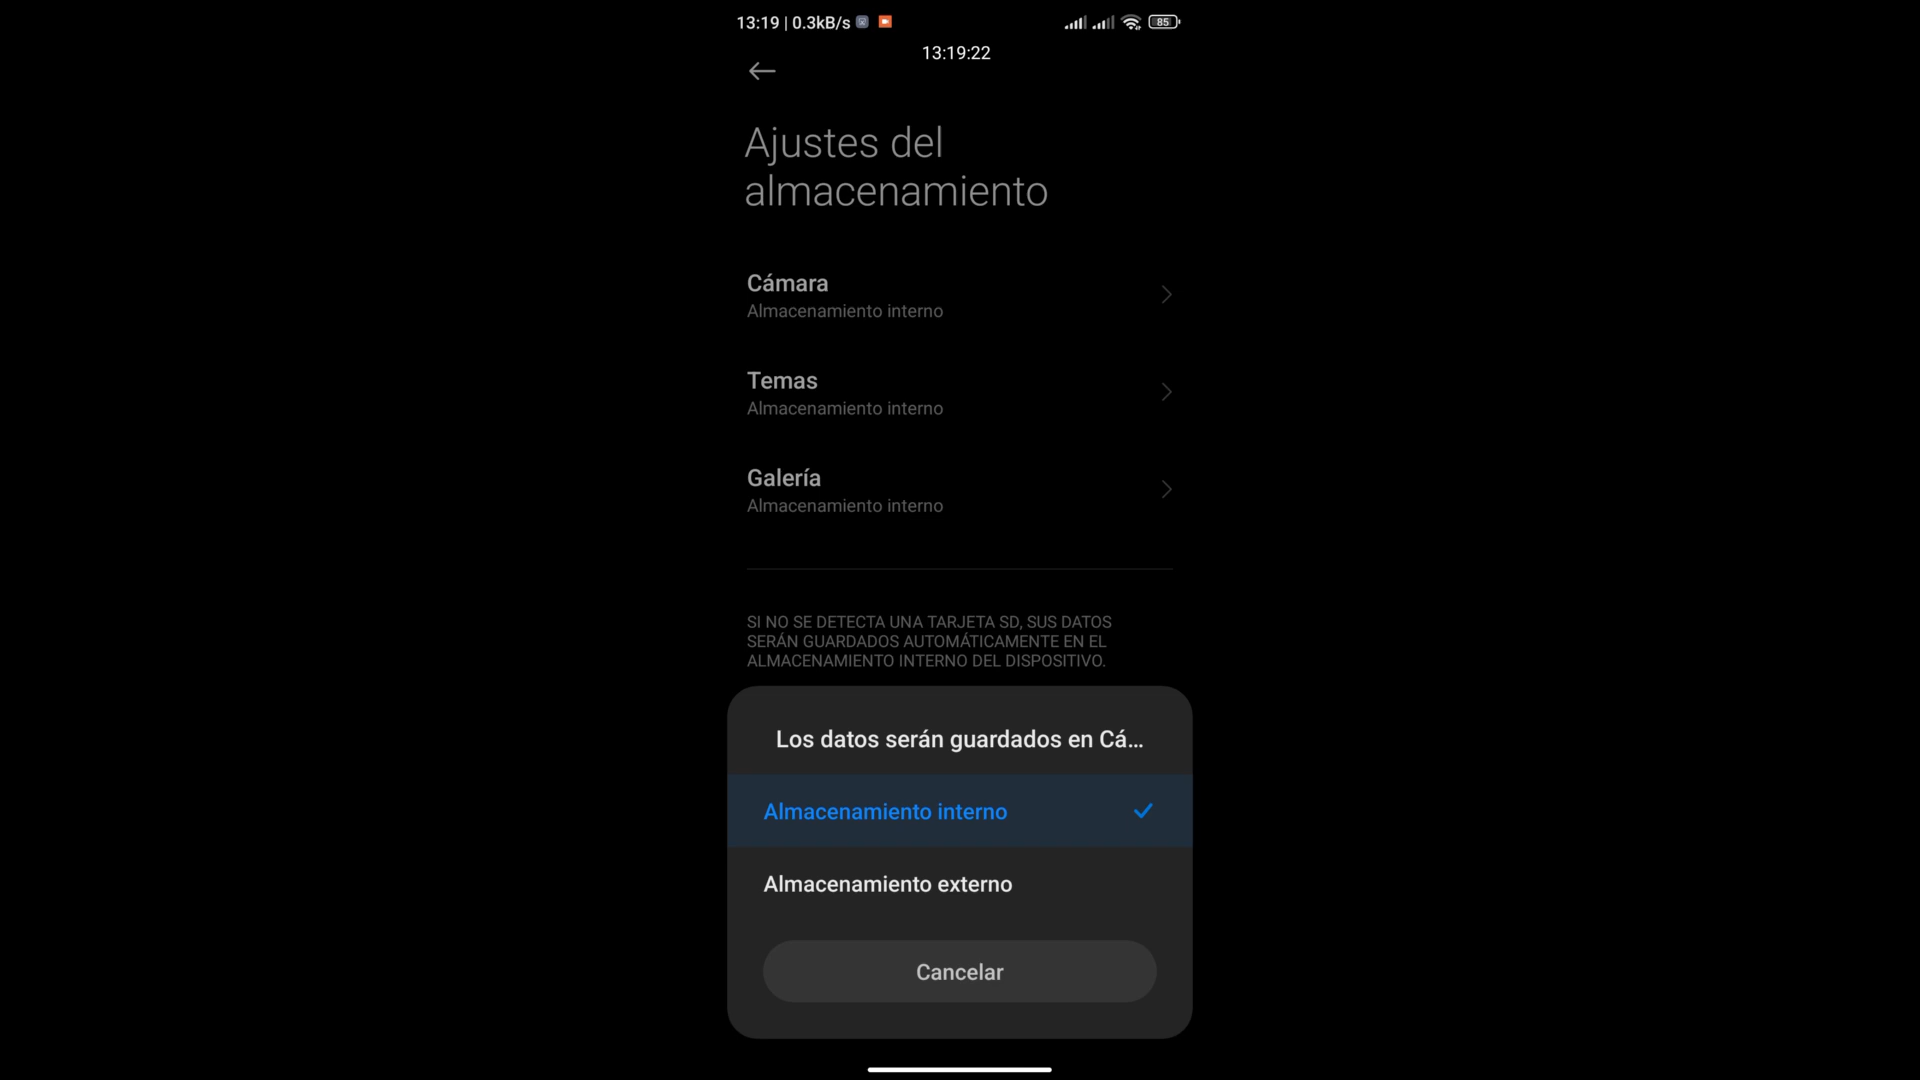 13:19 | 0.3kB/s
85
13:19:22
Ajustes del
almacenamiento
Cámara
Almacenamiento interno
Temas
Almacenamiento interno
Galería
Almacenamiento interno
SI NO SE DETECTA UNA TARJETA SD, SUS DATOS
SERÁN GUARDADOS AUTOMÁTICAMENTE EN EL
ALMACENAMIENTO INTERNO DEL DISPOSITIVO.
Los datos serán guardados en Cá...
Almacenamiento interno
Almacenamiento externo
Cancelar